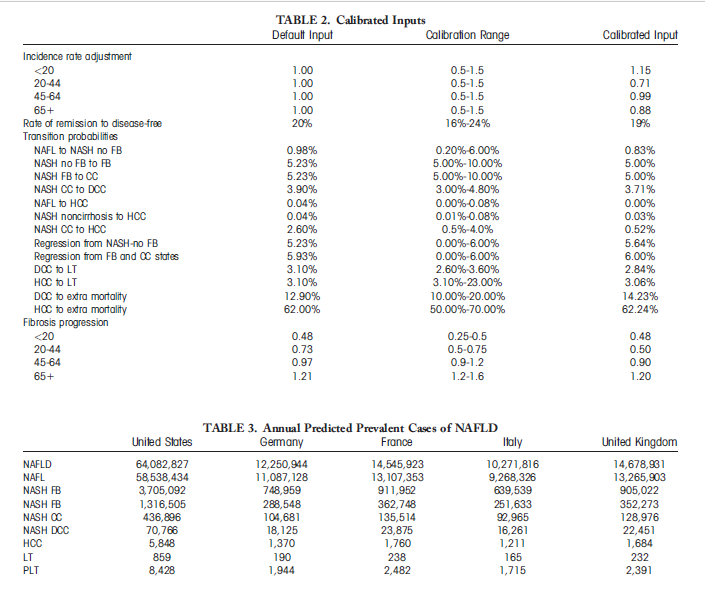 TABLE 2. Calibrated Inputs
Default Input Calibration Range Calibrated Input
Incidence rate adjustment
<20 1.00 0.5-1.5 1.15
20-44 1.00 0.5-1.5 0.71
45-64 1.00 0.5-1.5 0.99
65+ 1.00 0.5-1.5 0.88
Rate of remission to disease-free 20% 16%-24% 19%
Transition probabilities
NAFL to NASH no FB 0.98% 0.20%-6.00% 0.83%
NASH no FB to FB 5.23% 5.00%-10.00% 5.00%
NASH FB to CC 5.23% 5.00%-10.00% 5.00%
NASH CC to DCC 3.90% 3.00%-4.80% 3.71%
NAFL to HCC 0.04% 0.00%-0.08% 0.00%
NASH noncirrhosis to HCC 0.04% 0.01%-0.08% 0.03%
NASH CC to HCC 2.60% 0.5%-4.0% 0.52%
Regression from NASH-no FB 5.23% 0.00%-6.00% 5.64%
Regression from FB and CC states 5.93% 0.00%-6.00% 6.00%
DCC to LT 3.10% 2.60%-3.60% 2.84%
HCC to LT 3.10% 3.10%-23.00% 3.06%
DCC to extra mortality 12.90% 10.00%-20.00% 14.23%
HCC to extra mortality 62.00% 50.00%-70.00% 62.24%
Fibrosis progression
<20 0.48 0.25-0.5 0.48
20-44 0.73 0.5-0.75 0.50
45-64 0.97 0.9-1.2 0.90
65+ 1.21 1.2-1.6 1.20
TABLE 3. Annual Predicted Prevalent Cases of NAFLD
United States Germany France Italy United Kingdom
NAFLD 64,082,827 12,250,944 14,545,923 10,271,816 14,678,931
NAFL 58,538,434 11,087,128 13,107,353 9,268,326 13,265,903
NASH FB 3,705,092 748,959 911,952 639,539 905,022
NASH FB 1,316,505 288,548 362,748 251,633 352,273
NASH CC 436,896 104,681 135,514 92,965 128,976
NASH DCC 70,766 18,125 23,875 16,261 22,451
HCC 5,848 1,370 1,760 1,211 1,684
LT 859 190 238 165 232
PLT 8,428 1,944 2,482 1,715 2,391